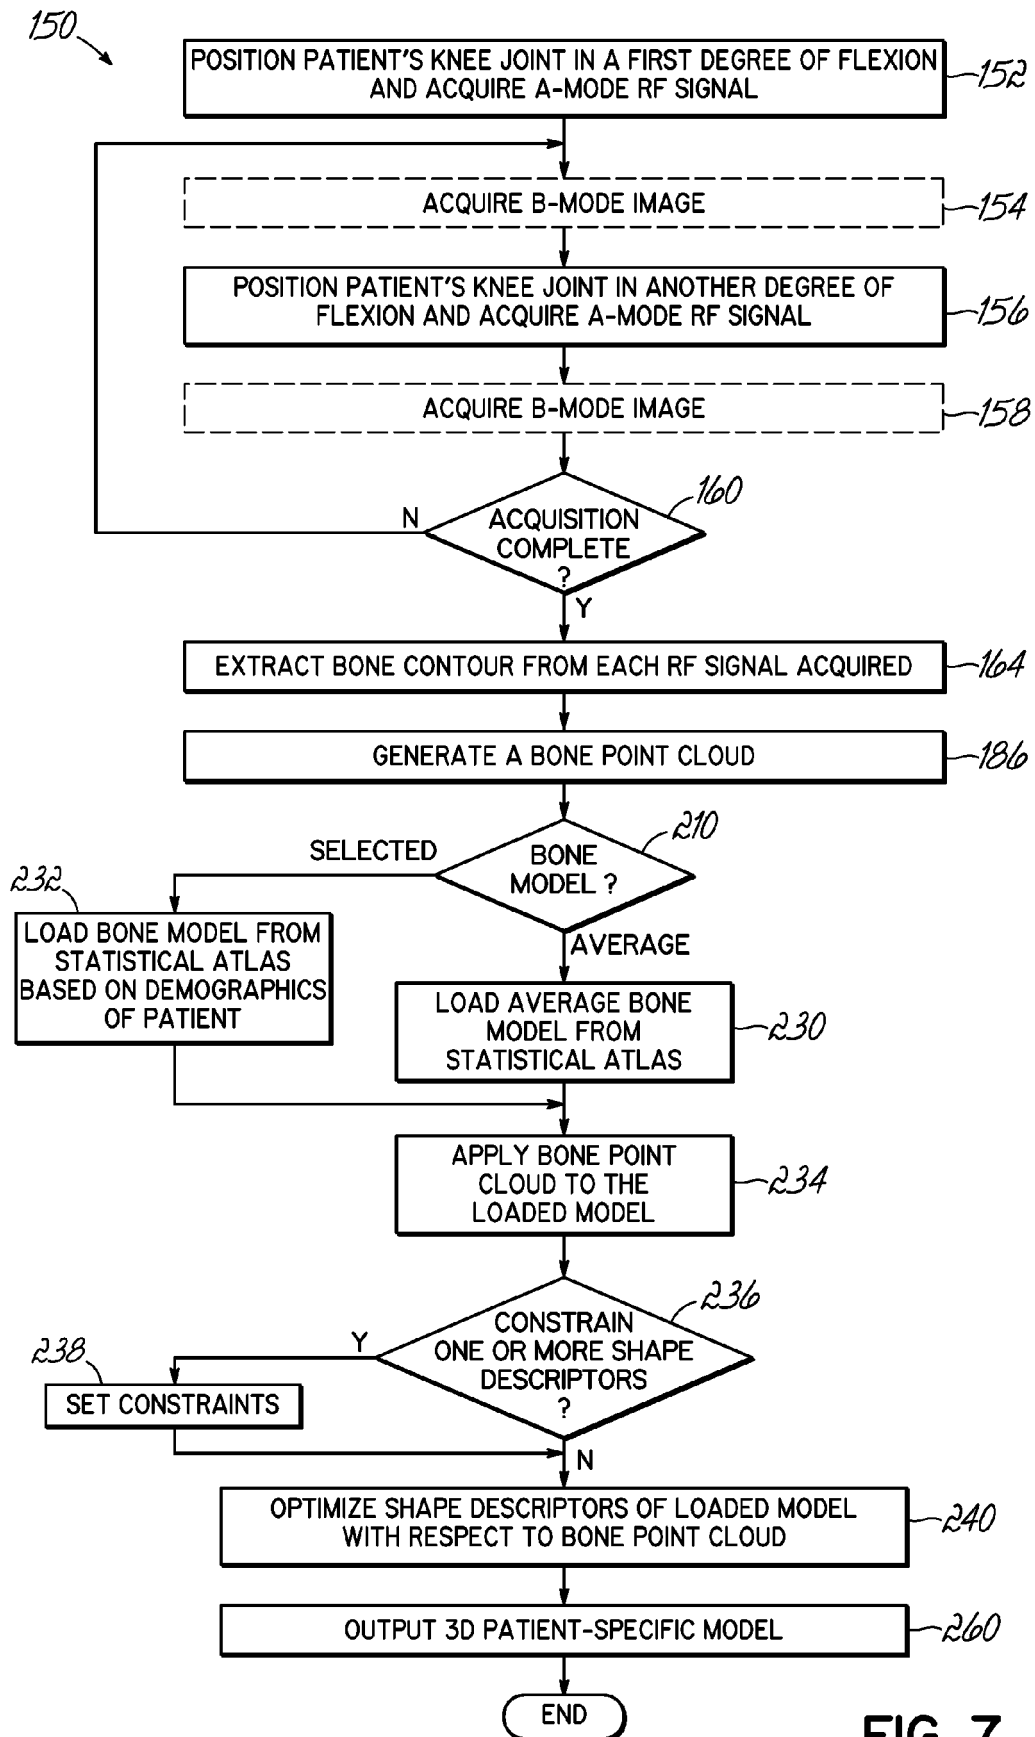 150
POSITION PATIENT'S KNEE JOINT IN A FIRST DEGREE OF FLEXION
AND ACQUIRE A-MODE RF SIGNAL
152
ACQUIRE B-MODE IMAGE
154
POSITION PATIENT'S KNEE JOINT IN ANOTHER DEGREE OF
FLEXION AND ACQUIRE A-MODE RF SIGNAL
156
ACQUIRE B-MODE IMAGE
158
160
N
ACQUISITION
COMPLETE
?
Y
EXTRACT BONE CONTOUR FROM EACH RF SIGNAL ACQUIRED
164
GENERATE A BONE POINT CLOUD
186
210
SELECTED
BONE
MODEL ?
232
LOAD BONE MODEL FROM
STATISTICAL ATLAS
BASED ON DEMOGRAPHICS
OF PATIENT
AVERAGE
LOAD AVERAGE BONE
MODEL FROM
STATISTICAL ATLAS
230
APPLY BONE POINT
CLOUD TO THE
LOADED MODEL
234
236
CONSTRAIN
ONE OR MORE SHAPE
DESCRIPTORS
?
Y
238
SET CONSTRAINTS
N
OPTIMIZE SHAPE DESCRIPTORS OF LOADED MODEL
WITH RESPECT TO BONE POINT CLOUD
240
OUTPUT 3D PATIENT-SPECIFIC MODEL
260
END
FIG. 7